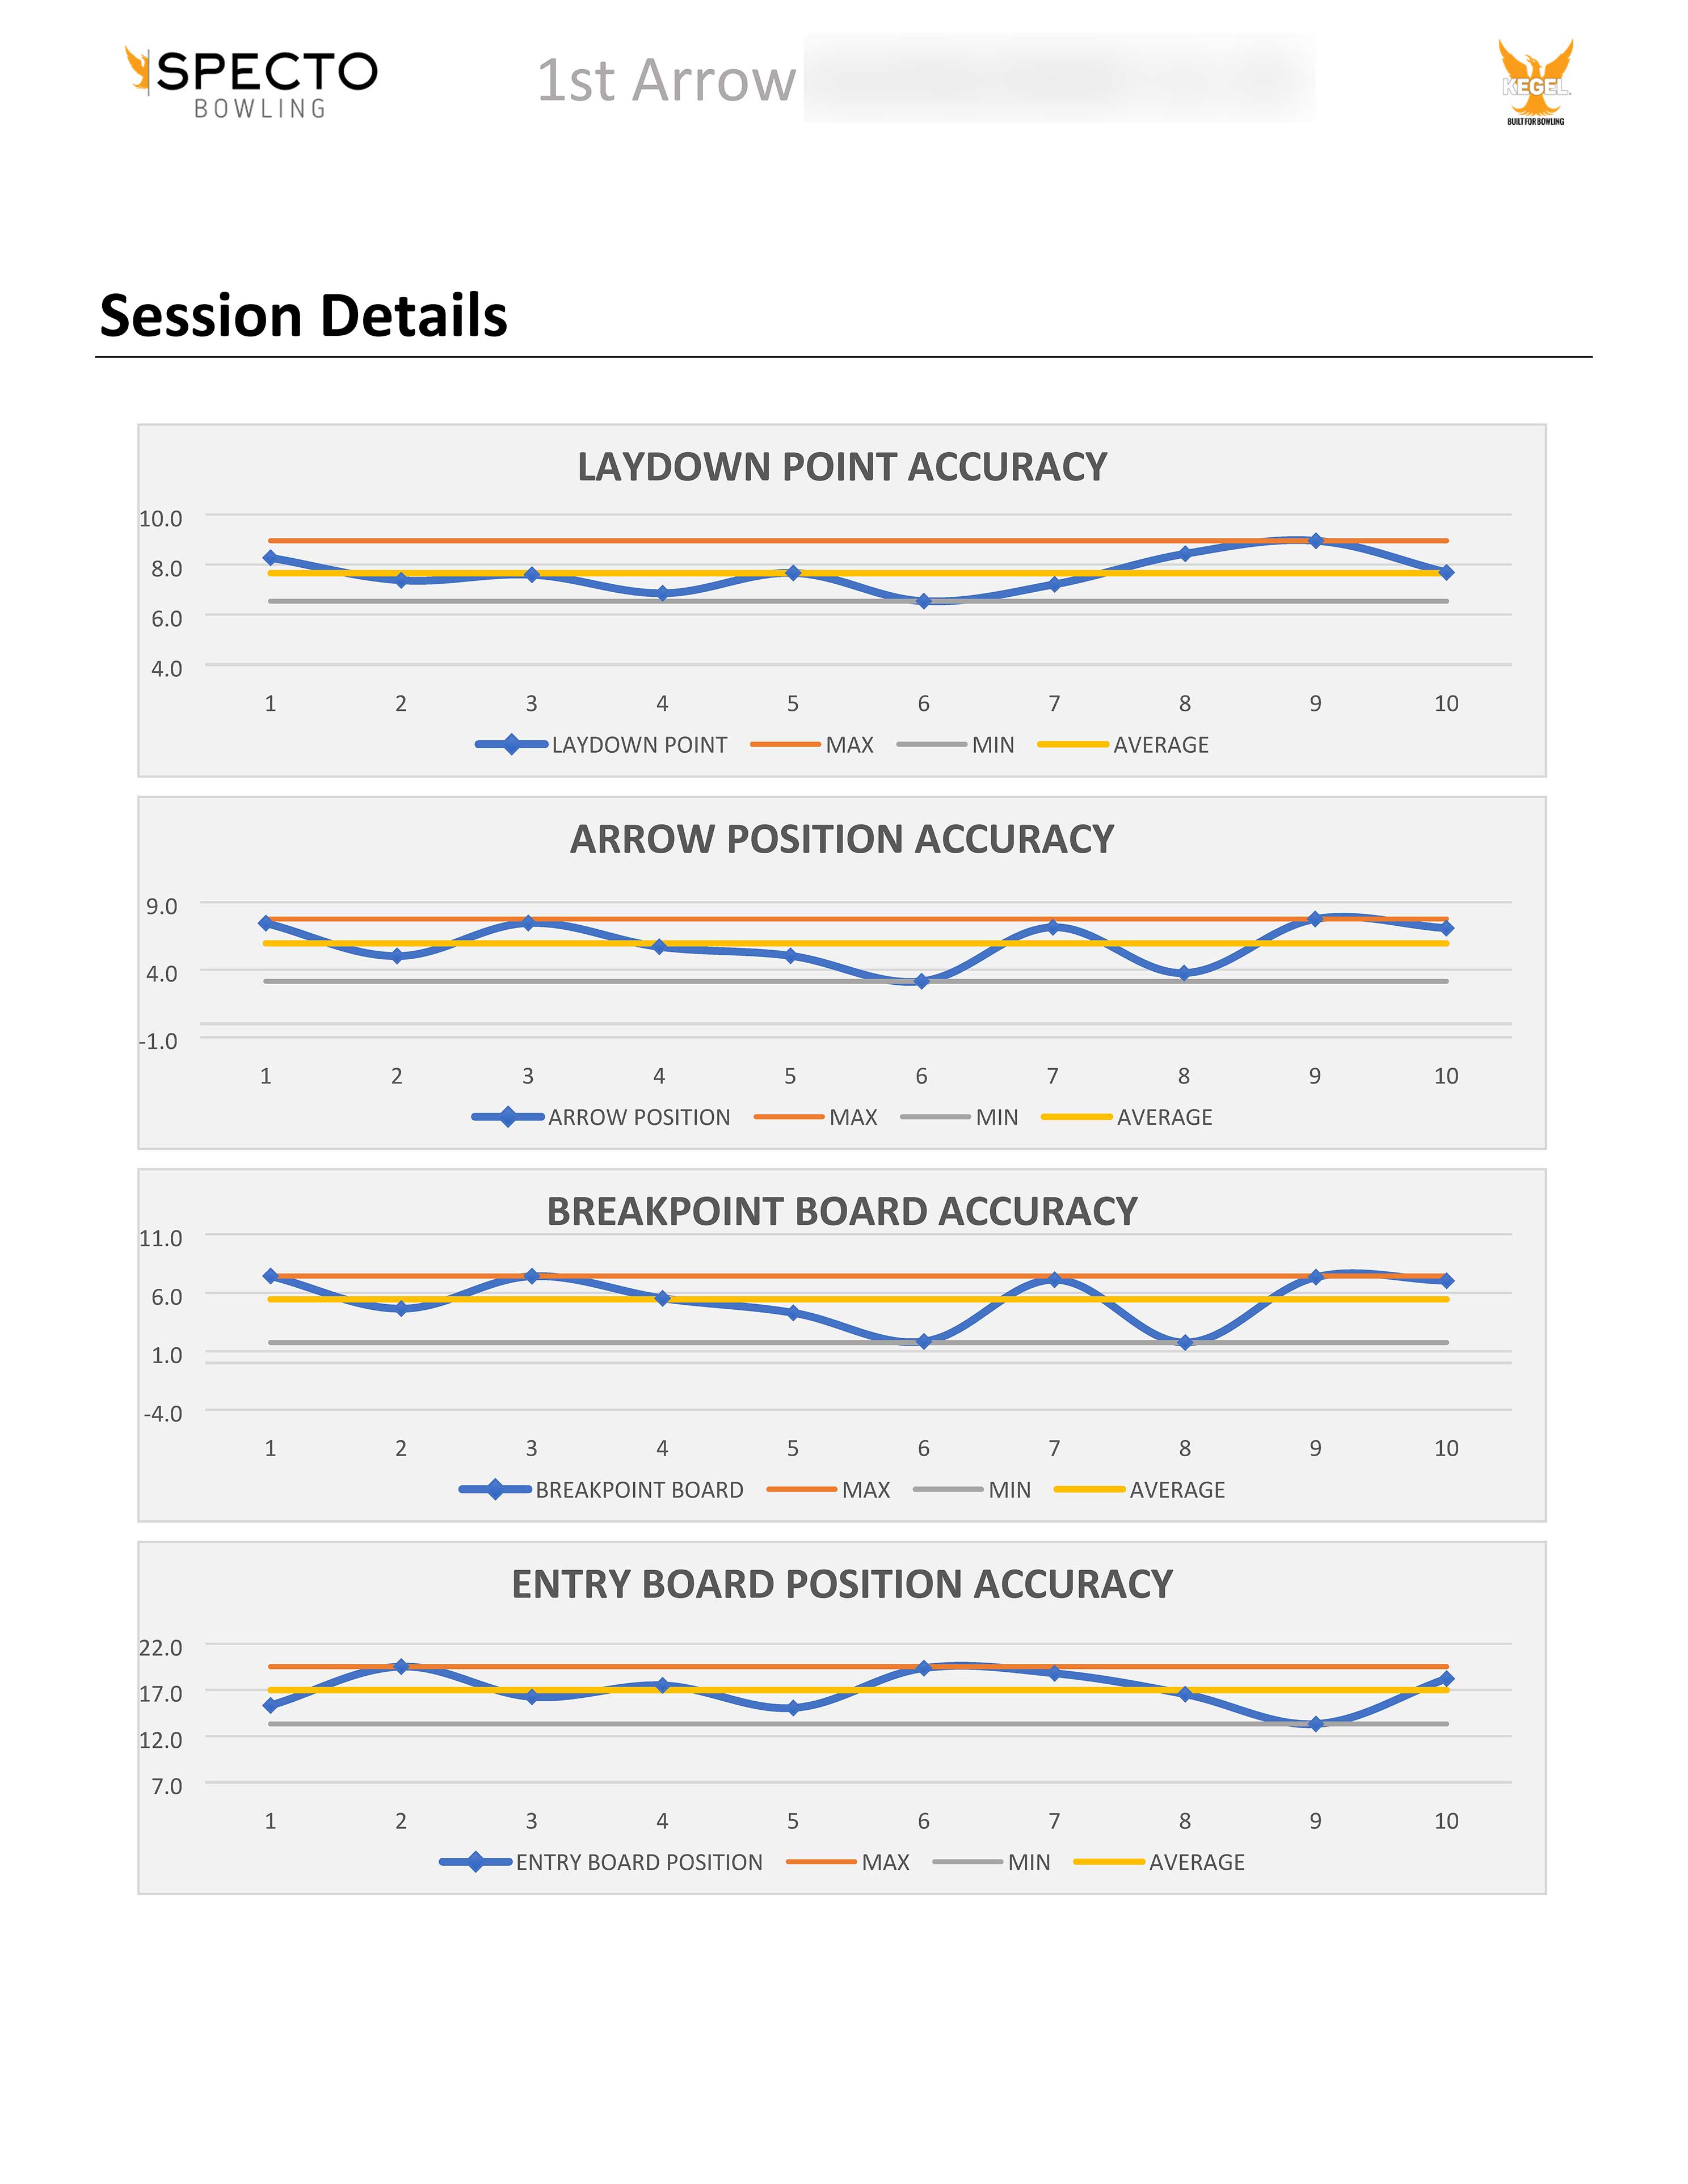 SPECTO
BOWLING
1st Arrow
KEGEL
BUILT FOR BOWLING
Session Details
LAYDOWN POINT ACCURACY
10.0
8.0
6.0
4.0
1 2 3 4 5 6 7 8 9 10
LAYDOWN POINT MAX MIN AVERAGE
ARROW POSITION ACCURACY
9.0
4.0
-1.0
1 2 3 4 5 6 7 8 9 10
ARROW POSITION MAX MIN AVERAGE
BREAKPOINT BOARD ACCURACY
11.0
6.0
1.0
-4.0
1 2 3 4 5 6 7 8 9 10
BREAKPOINT BOARD MAX MIN AVERAGE
ENTRY BOARD POSITION ACCURACY
22.0
17.0
12.0
7.0
1 2 3 4 5 6 7 8 9 10
ENTRY BOARD POSITION MAX MIN AVERAGE